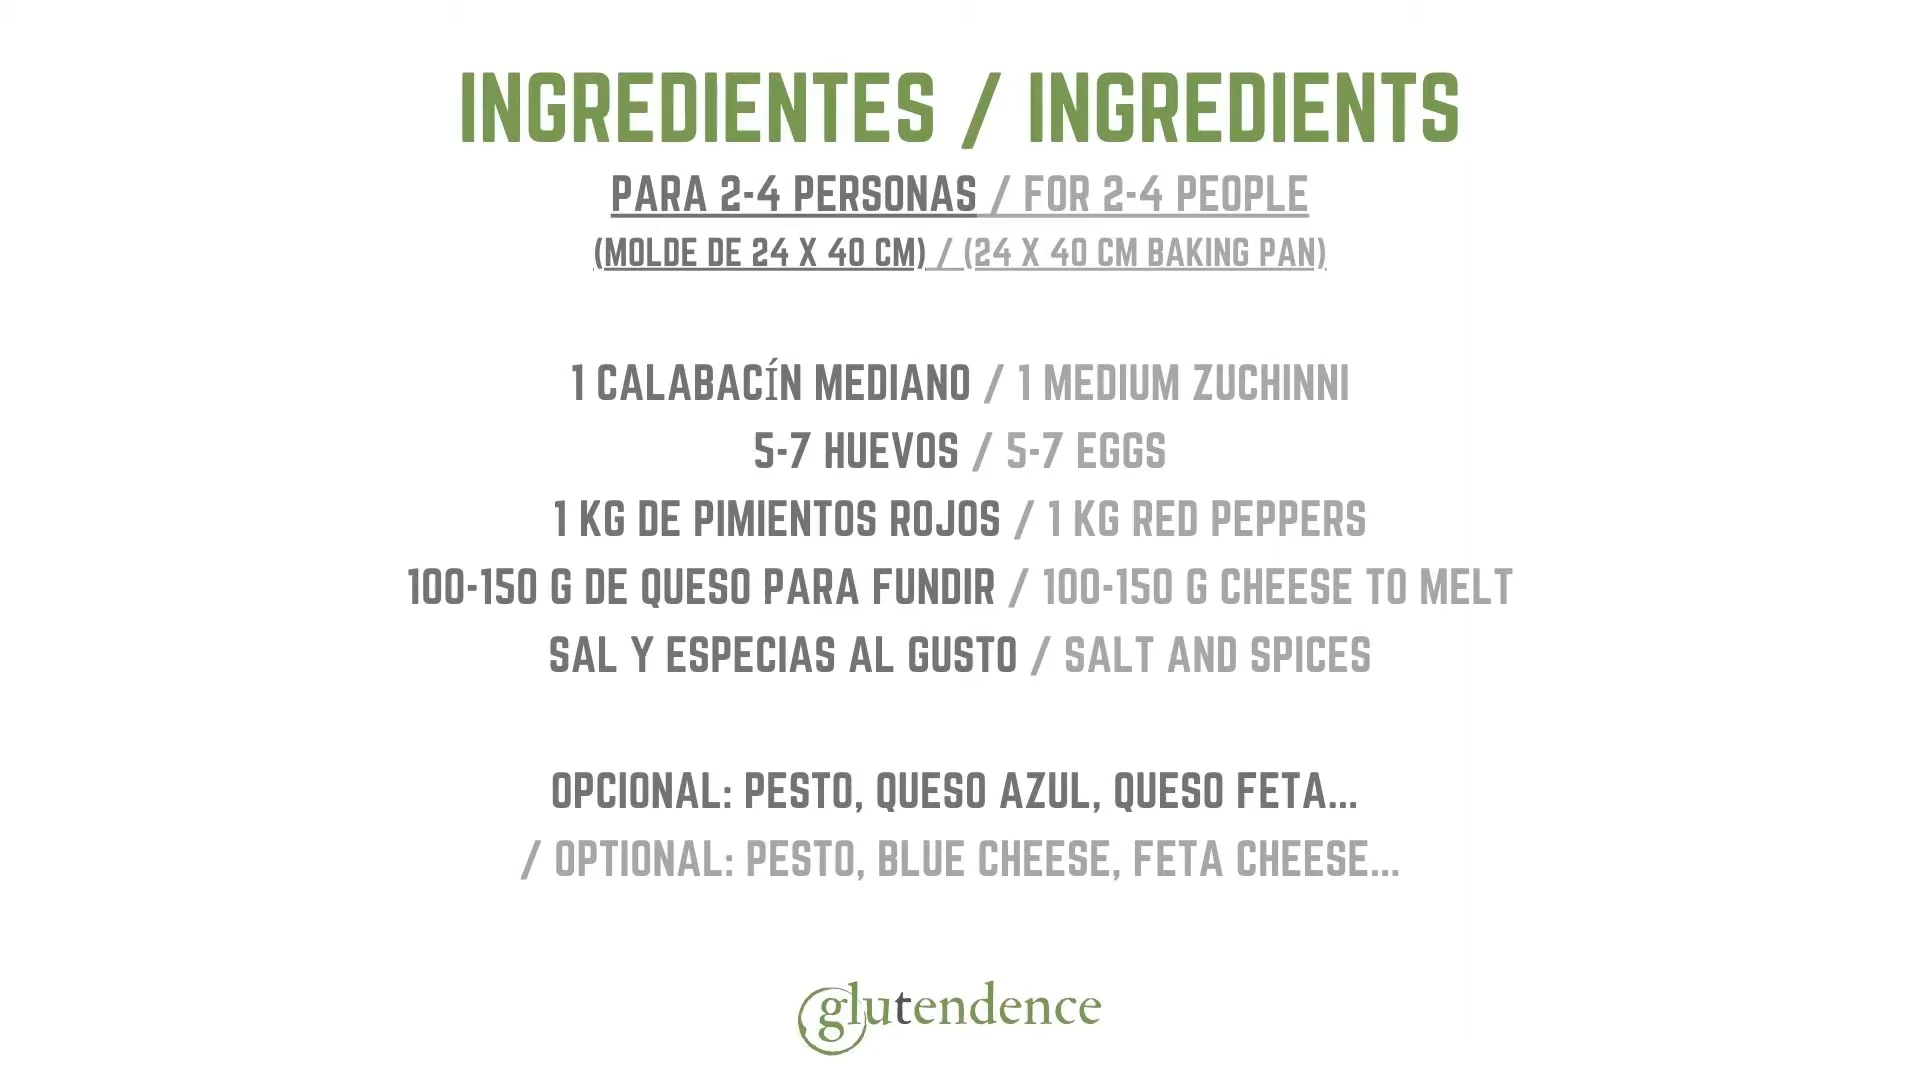 INGREDIENTES / INGREDIENTS
PARA 2-4 PERSONAS / FOR 2-4 PEOPLE
(MOLDE DE 24 X 40 CM) / (24 X 40 CM BAKING PAN)
1 CALABACÍN MEDIANO / 1 MEDIUM ZUCHINNI
5-7 HUEVOS / 5-7 EGGS
1 KG DE PIMIENTOS ROJOS / 1 KG RED PEPPERS
100-150 G DE QUESO PARA FUNDIR / 100-150 G CHEESE TO MELT
SAL Y ESPECIAS AL GUSTO / SALT AND SPICES
OPCIONAL: PESTO, QUESO AZUL, QUESO FETA...
/ OPTIONAL: PESTO, BLUE CHEESE, FETA CHEESE...
glutendence